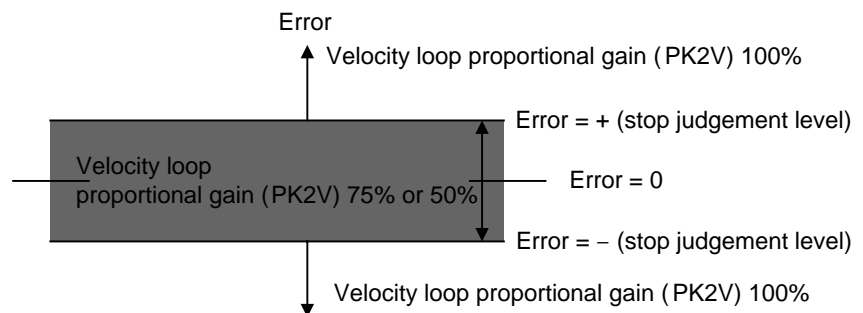 Error
Velocity loop proportional gain (PK2V) 100%
Error = + (stop judgement level)
Velocity loop
proportional gain (PK2V) 75% or 50%
Error = 0
Error = − (stop judgement level)
Velocity loop proportional gain (PK2V) 100%